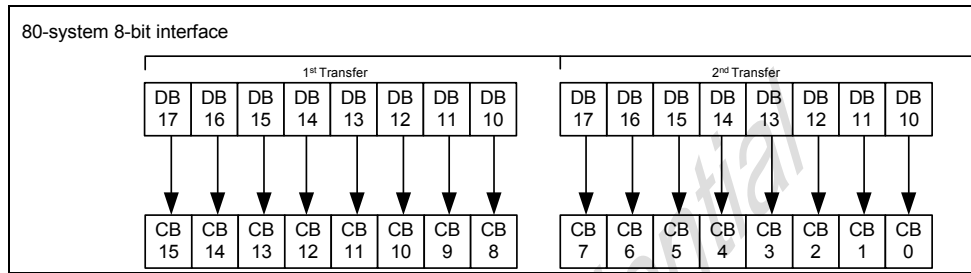 80-system 8-bit interface
1st Transfer 2nd Transfer
DB DB DB DB DB DB DB DB DB DB DB DB DB DB DB DB
17 16 15 14 13 12 11 10 17 16 15 14 13 12 11 10
CB CB CB CB CB CB CB CB CB CB CB CB CB CB CB CB
15 14 13 12 11 10 9 8 7 6 5 4 3 2 1 0